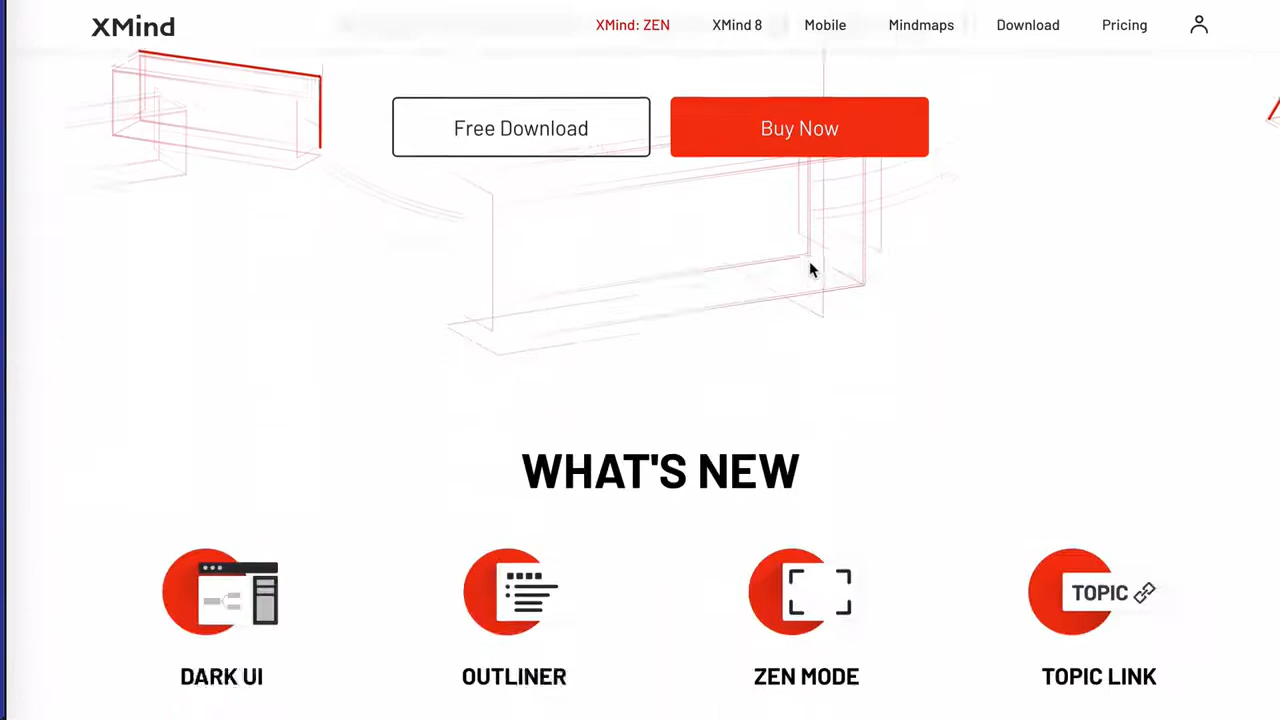 XMind
XMind: ZEN
XMind 8
Mobile
Mindmaps
Download
Pricing
Free Download
Buy Now
WHAT'S NEW
TOPIC
DARK UI
OUTLINER
ZEN MODE
TOPIC LINK